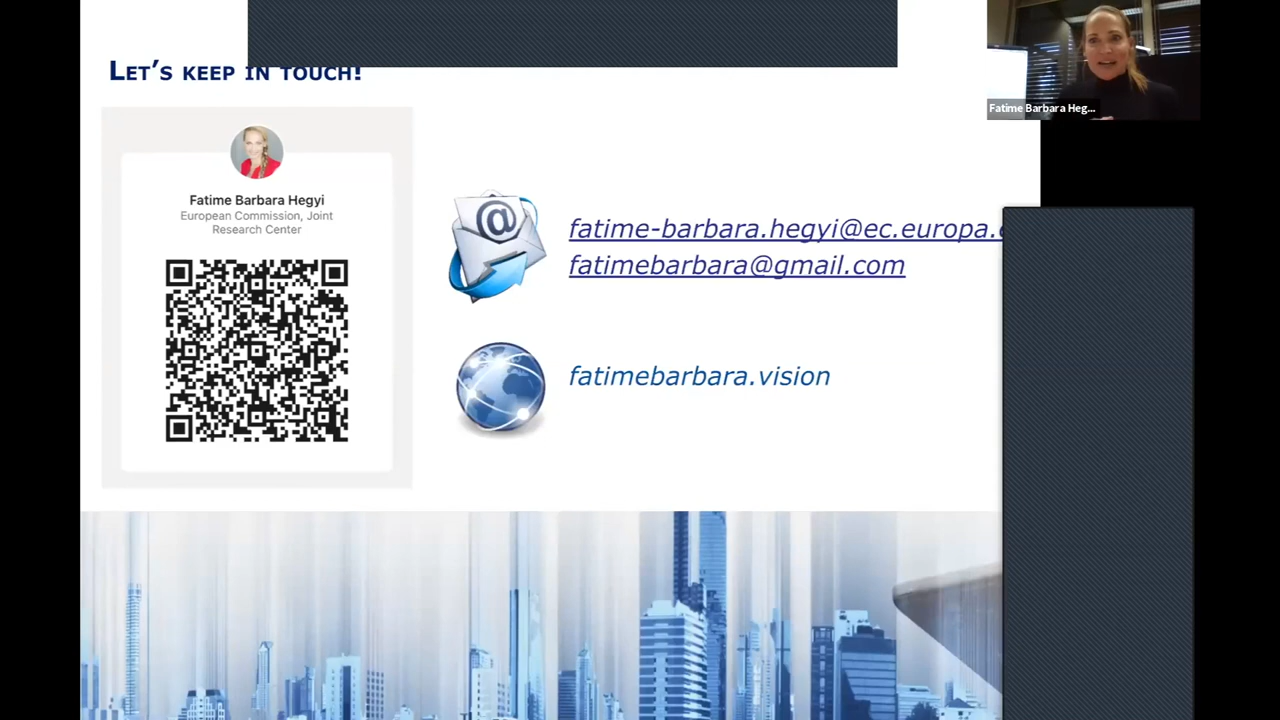 LET'S KEEP IN TOUCH!
Fatime Barbara Heg...
Fatime Barbara Hegyi
European Commission, Joint
Research Center
@
fatime-barbara.hegyi@ec.europa.
fatimebarbara@gmail.com
fatimebarbara.vision